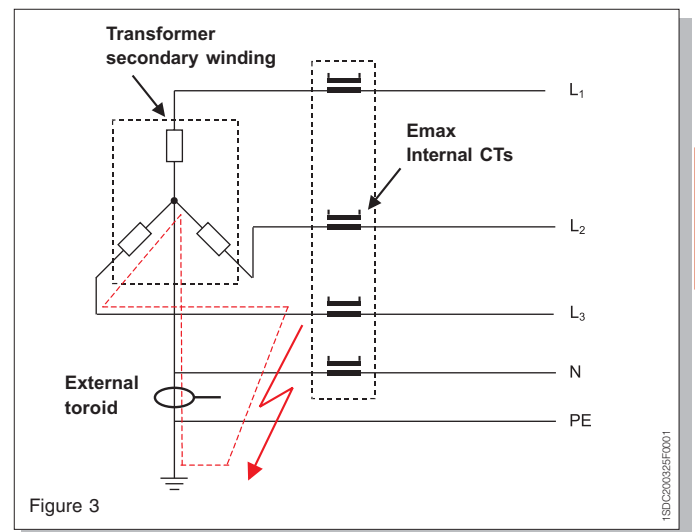 Transformer
secondary winding
L₁
Emax
Internal CTs
L₂
L₃
External
toroid
N
PE
Figure 3
1SDC200325F0001